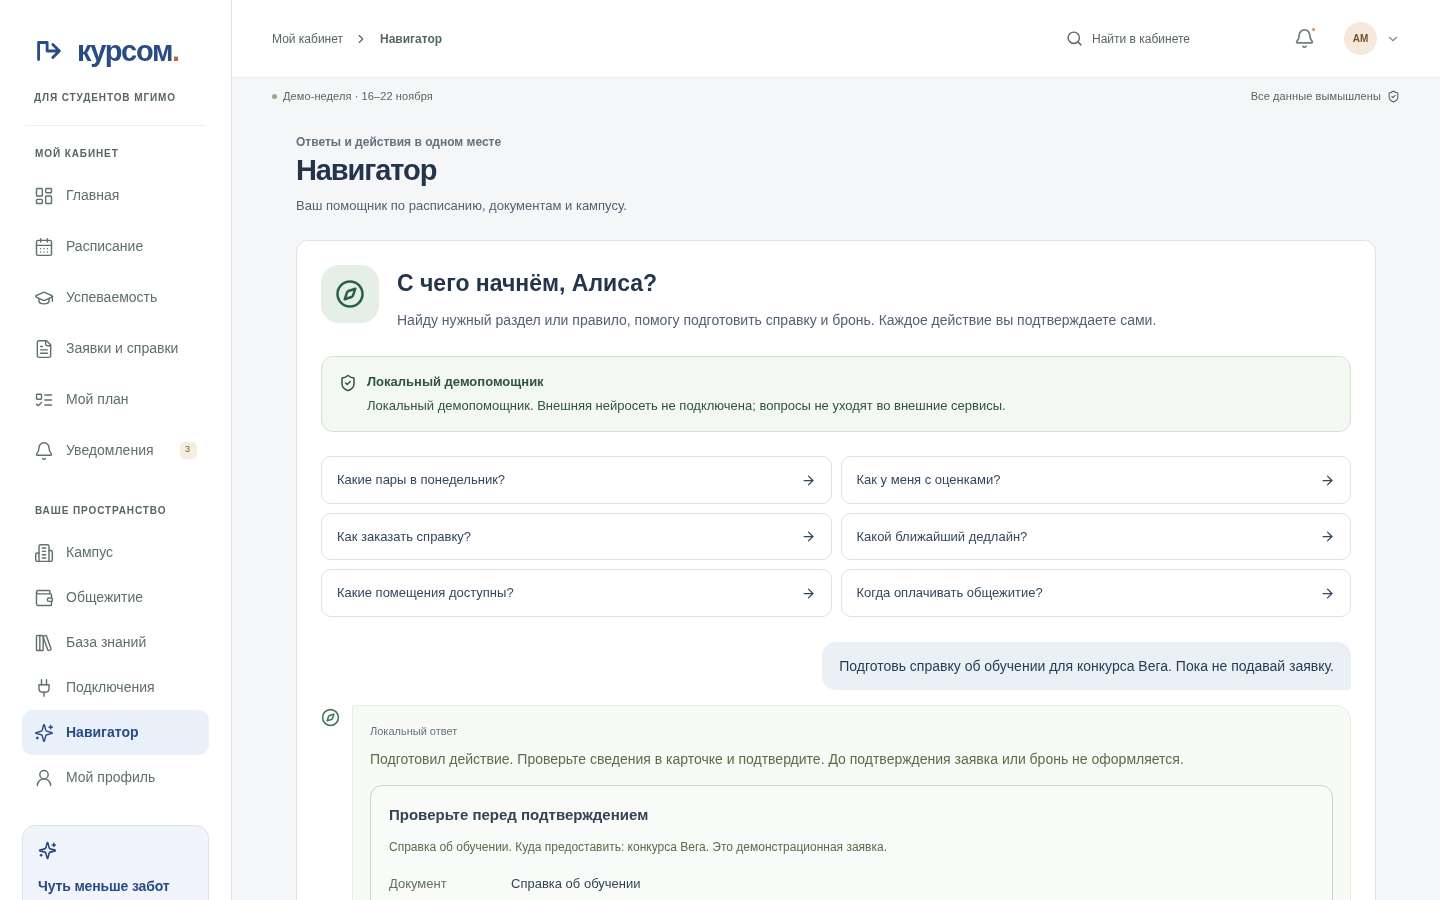 курсом.
ДЛЯ СТУДЕНТОВ МГИМО
МОЙ КАБИНЕТ
Главная
Расписание
Успеваемость
Заявки и справки
Мой план
Уведомления 3
ВАШЕ ПРОСТРАНСТВО
Кампус
Общежитие
База знаний
Подключения
Навигатор
Мой профиль
Чуть меньше забот
Мой кабинет Навигатор
Найти в кабинете
АМ
Демо-неделя · 16–22 ноября
Все данные вымышлены
Ответы и действия в одном месте
Навигатор
Ваш помощник по расписанию, документам и кампусу.
С чего начнём, Алиса?
Найду нужный раздел или правило, помогу подготовить справку и бронь. Каждое действие вы подтверждаете сами.
Локальный демопомощник
Локальный демопомощник. Внешняя нейросеть не подключена; вопросы не уходят во внешние сервисы.
Какие пары в понедельник?
Как у меня с оценками?
Как заказать справку?
Какой ближайший дедлайн?
Какие помещения доступны?
Когда оплачивать общежитие?
Подготовь справку об обучении для конкурса Вега. Пока не подавай заявку.
Локальный ответ
Подготовил действие. Проверьте сведения в карточке и подтвердите. До подтверждения заявка или бронь не оформляется.
Проверьте перед подтверждением
Справка об обучении. Куда предоставить: конкурса Вега. Это демонстрационная заявка.
Документ Справка об обучении